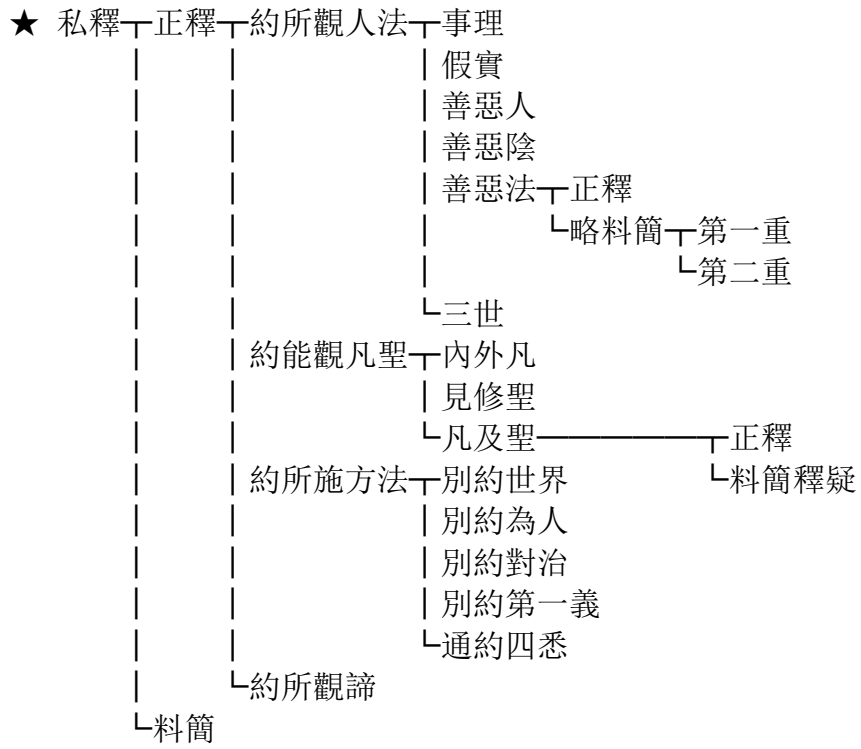 ★ 私釋┬正釋┬約所觀人法┬事理
│ │ │假實
│ │ │善惡人
│ │ │善惡陰
│ │ │善惡法┬正釋
│ │ │ └略料簡┬第一重
│ │ │ └第二重
│ │ └三世
│ │約能觀凡聖┬內外凡
│ │ │見修聖
│ │ └凡及聖─────┬正釋
│ │約所施方法┬別約世界 └料簡釋疑
│ │ │別約為人
│ │ │別約對治
│ │ │別約第一義
│ │ └通約四悉
│ └約所觀諦
└料簡